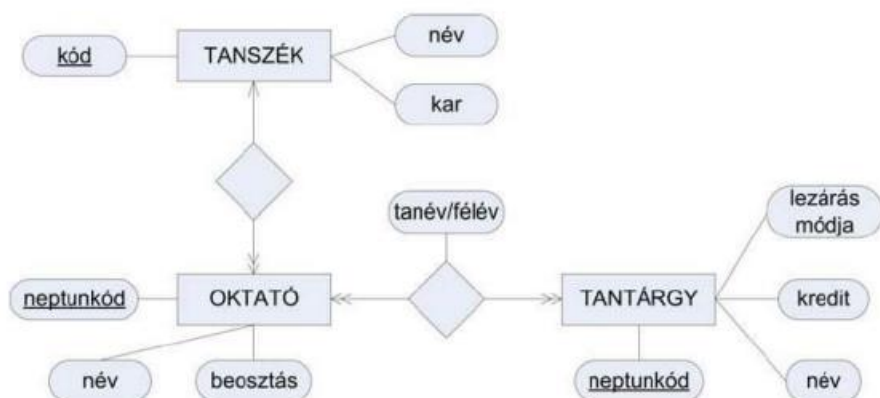 név
kód
TANSZÉK
kar
tanév/félév
lezárás
módja
neptunkód
OKTATÓ
TANTÁRGY
kredit
név
beosztás
neptunkód
név